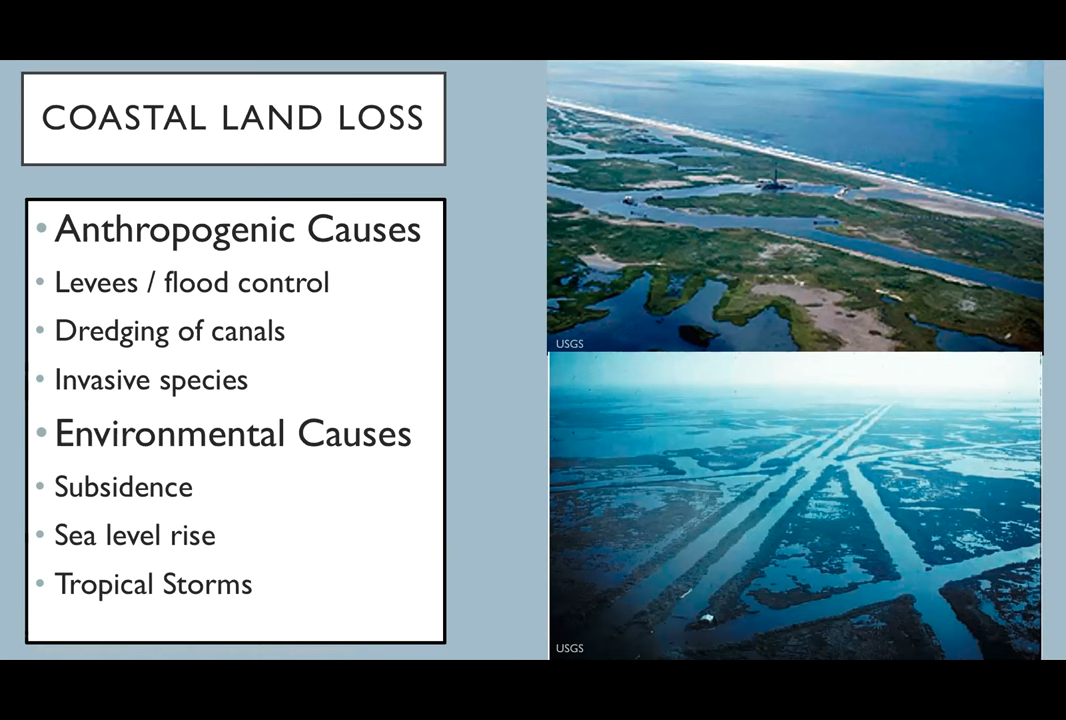 COASTAL LAND LOSS
• Anthropogenic Causes
• Levees / flood control
• Dredging of canals
• Invasive species
• Environmental Causes
• Subsidence
• Sea level rise
• Tropical Storms
USGS
USGS